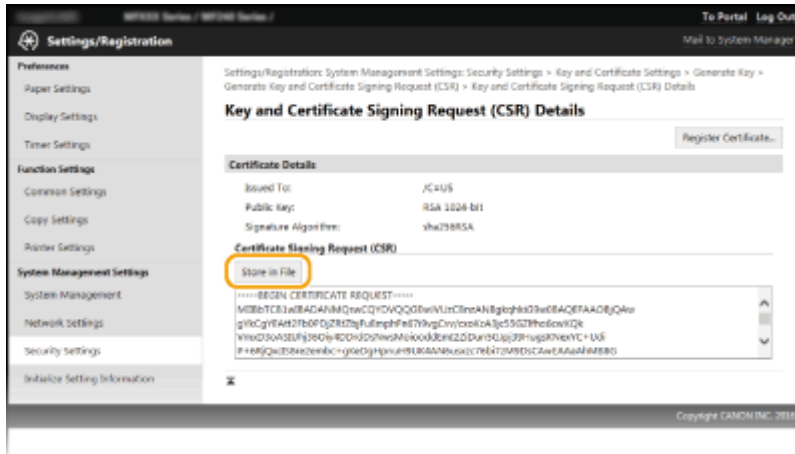 MFXXX Series / MF240 Series /
To Portal Log Out
Settings/Registration
Mail to System Manager
Preferences
Paper Settings
Display Settings
Timer Settings
Function Settings
Common Settings
Copy Settings
Printer Settings
System Management Settings
System Management
Network Settings
Security Settings
Initialize Setting Information
Settings/Registration: System Management Settings: Security Settings > Key and Certificate Settings > Generate Key >
Generate Key and Certificate Signing Request (CSR) > Key and Certificate Signing Request (CSR) Details
Key and Certificate Signing Request (CSR) Details
Register Certificate...
Certificate Details
Issued To: /C=US
Public Key: RSA 1024-bit
Signature Algorithm: sha256RSA
Certificate Signing Request (CSR)
Store in File
-----BEGIN CERTIFICATE REQUEST-----
Copyright CANON INC. 2016